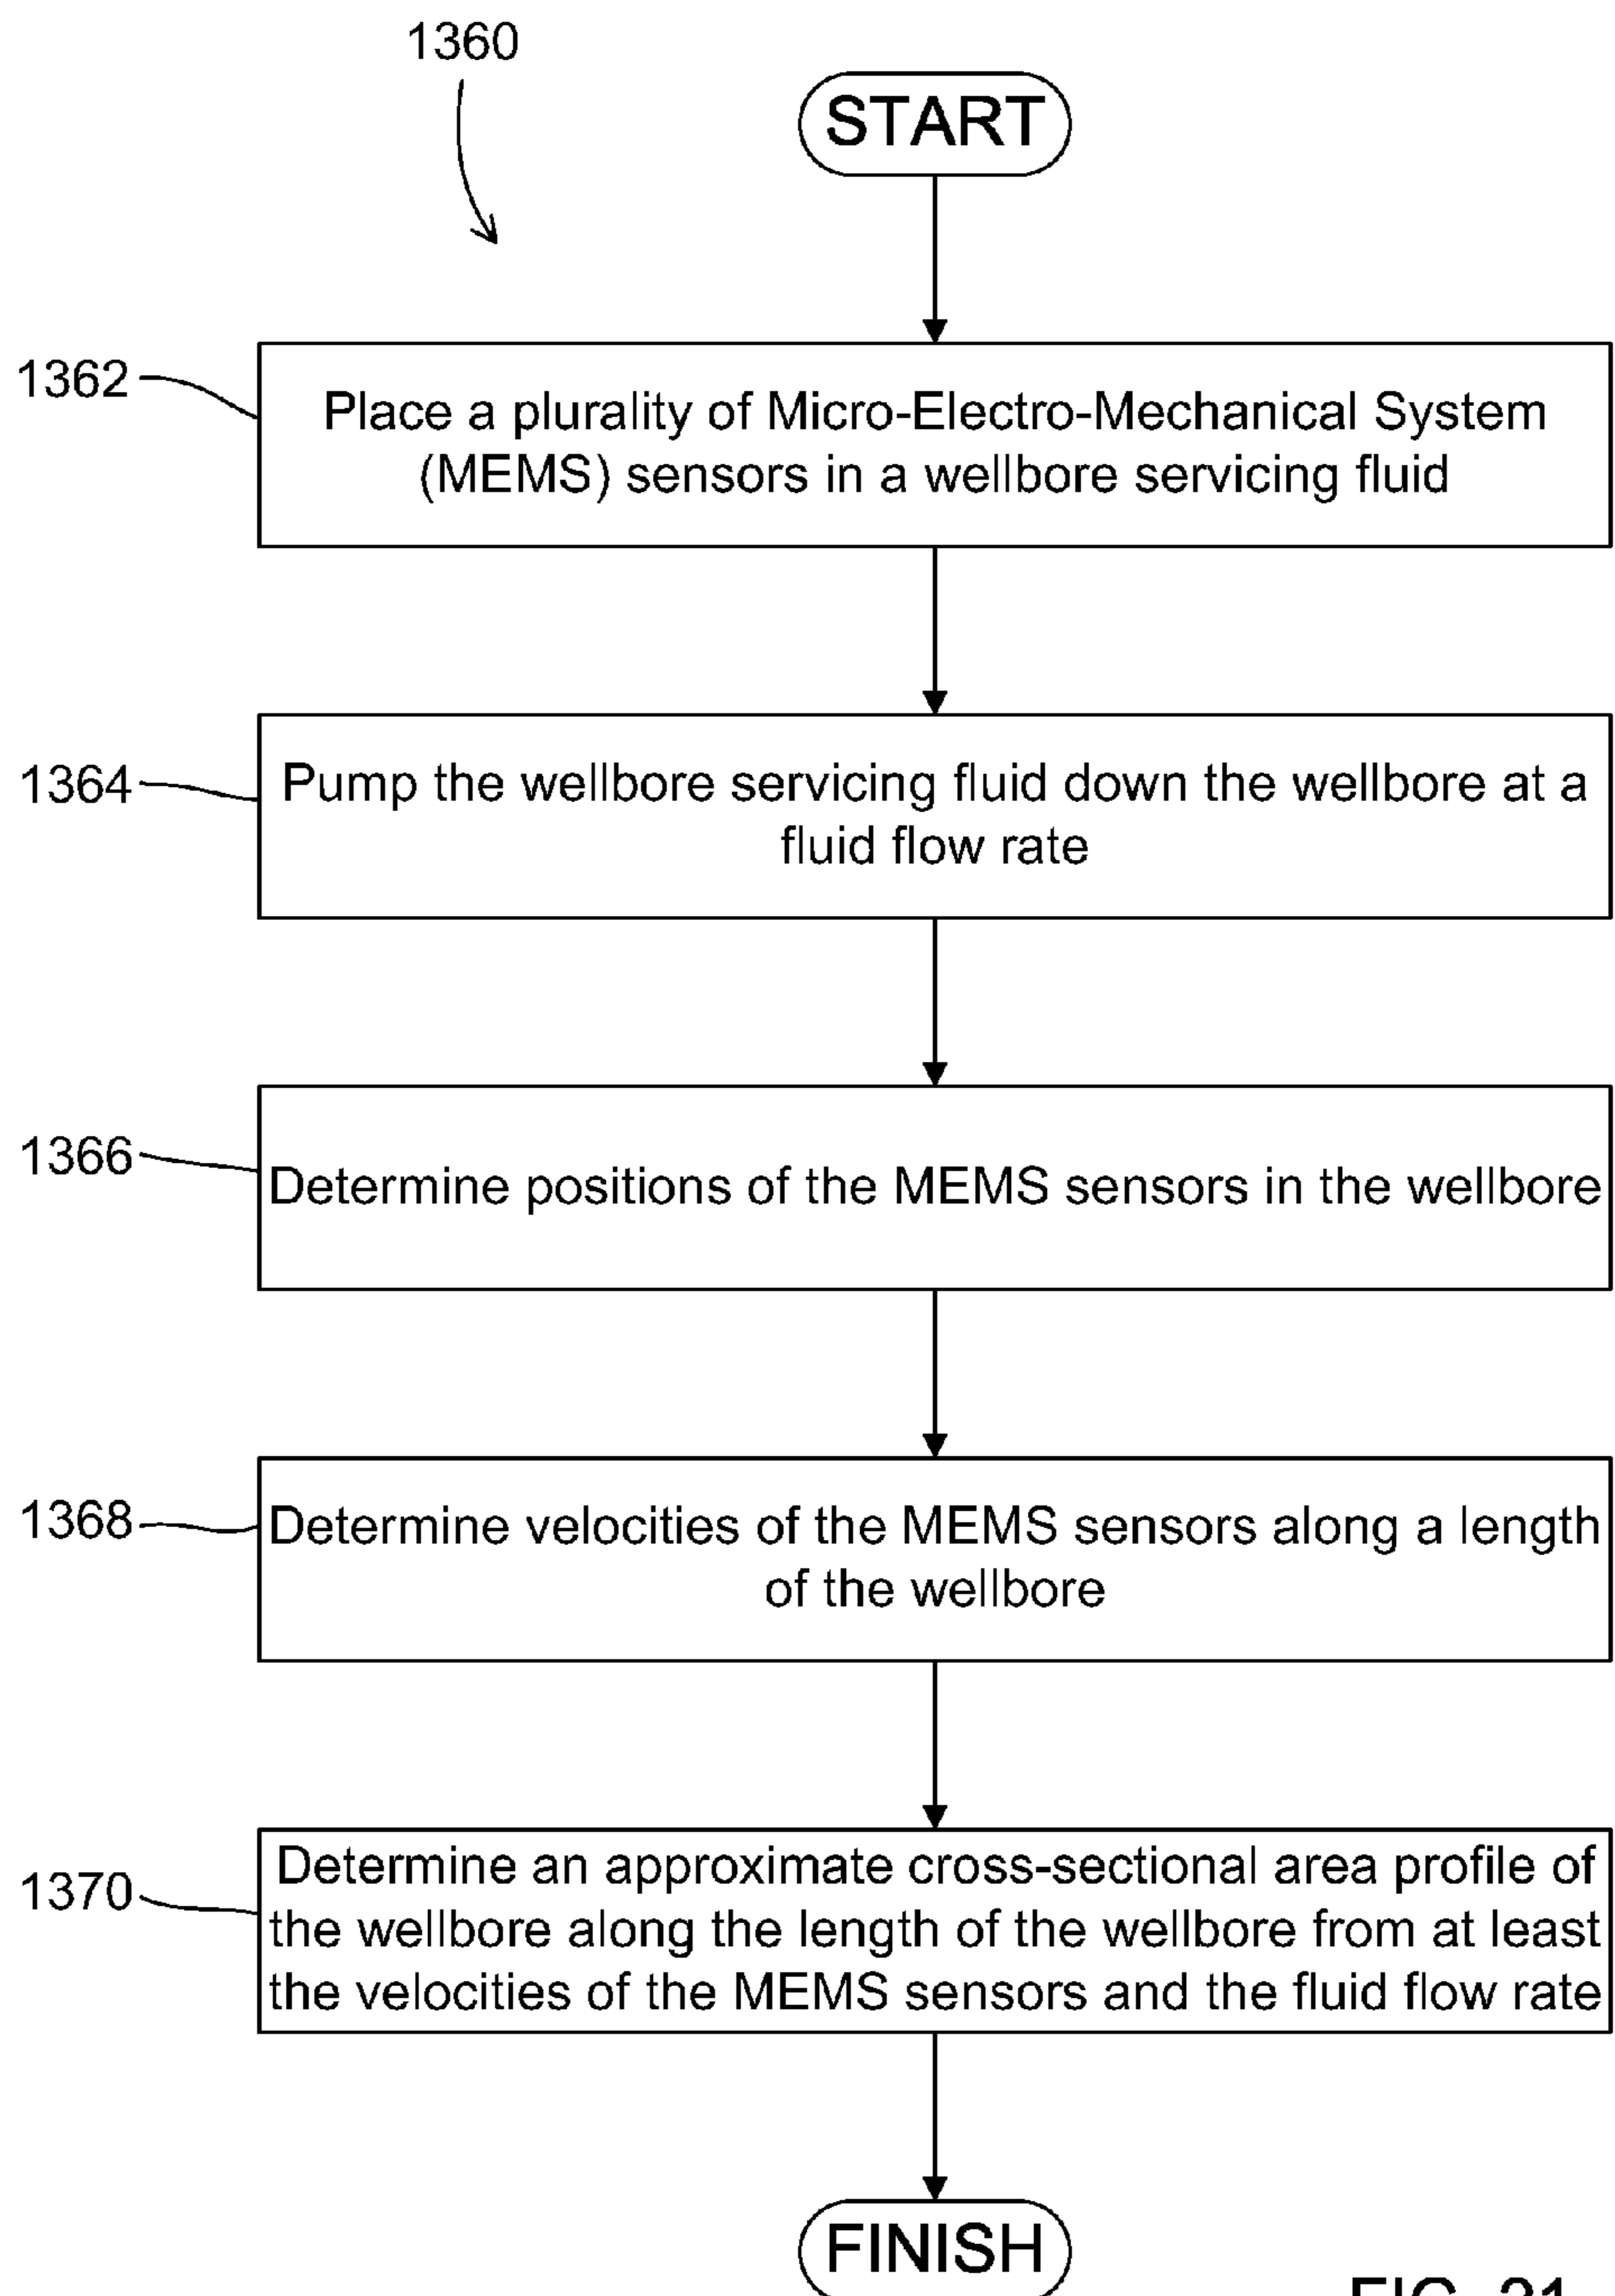 1360
START
1362
Place a plurality of Micro-Electro-Mechanical System
(MEMS) sensors in a wellbore servicing fluid
1364
Pump the wellbore servicing fluid down the wellbore at a
fluid flow rate
1366
Determine positions of the MEMS sensors in the wellbore
1368
Determine velocities of the MEMS sensors along a length
of the wellbore
1370
Determine an approximate cross-sectional area profile of
the wellbore along the length of the wellbore from at least
the velocities of the MEMS sensors and the fluid flow rate
FINISH